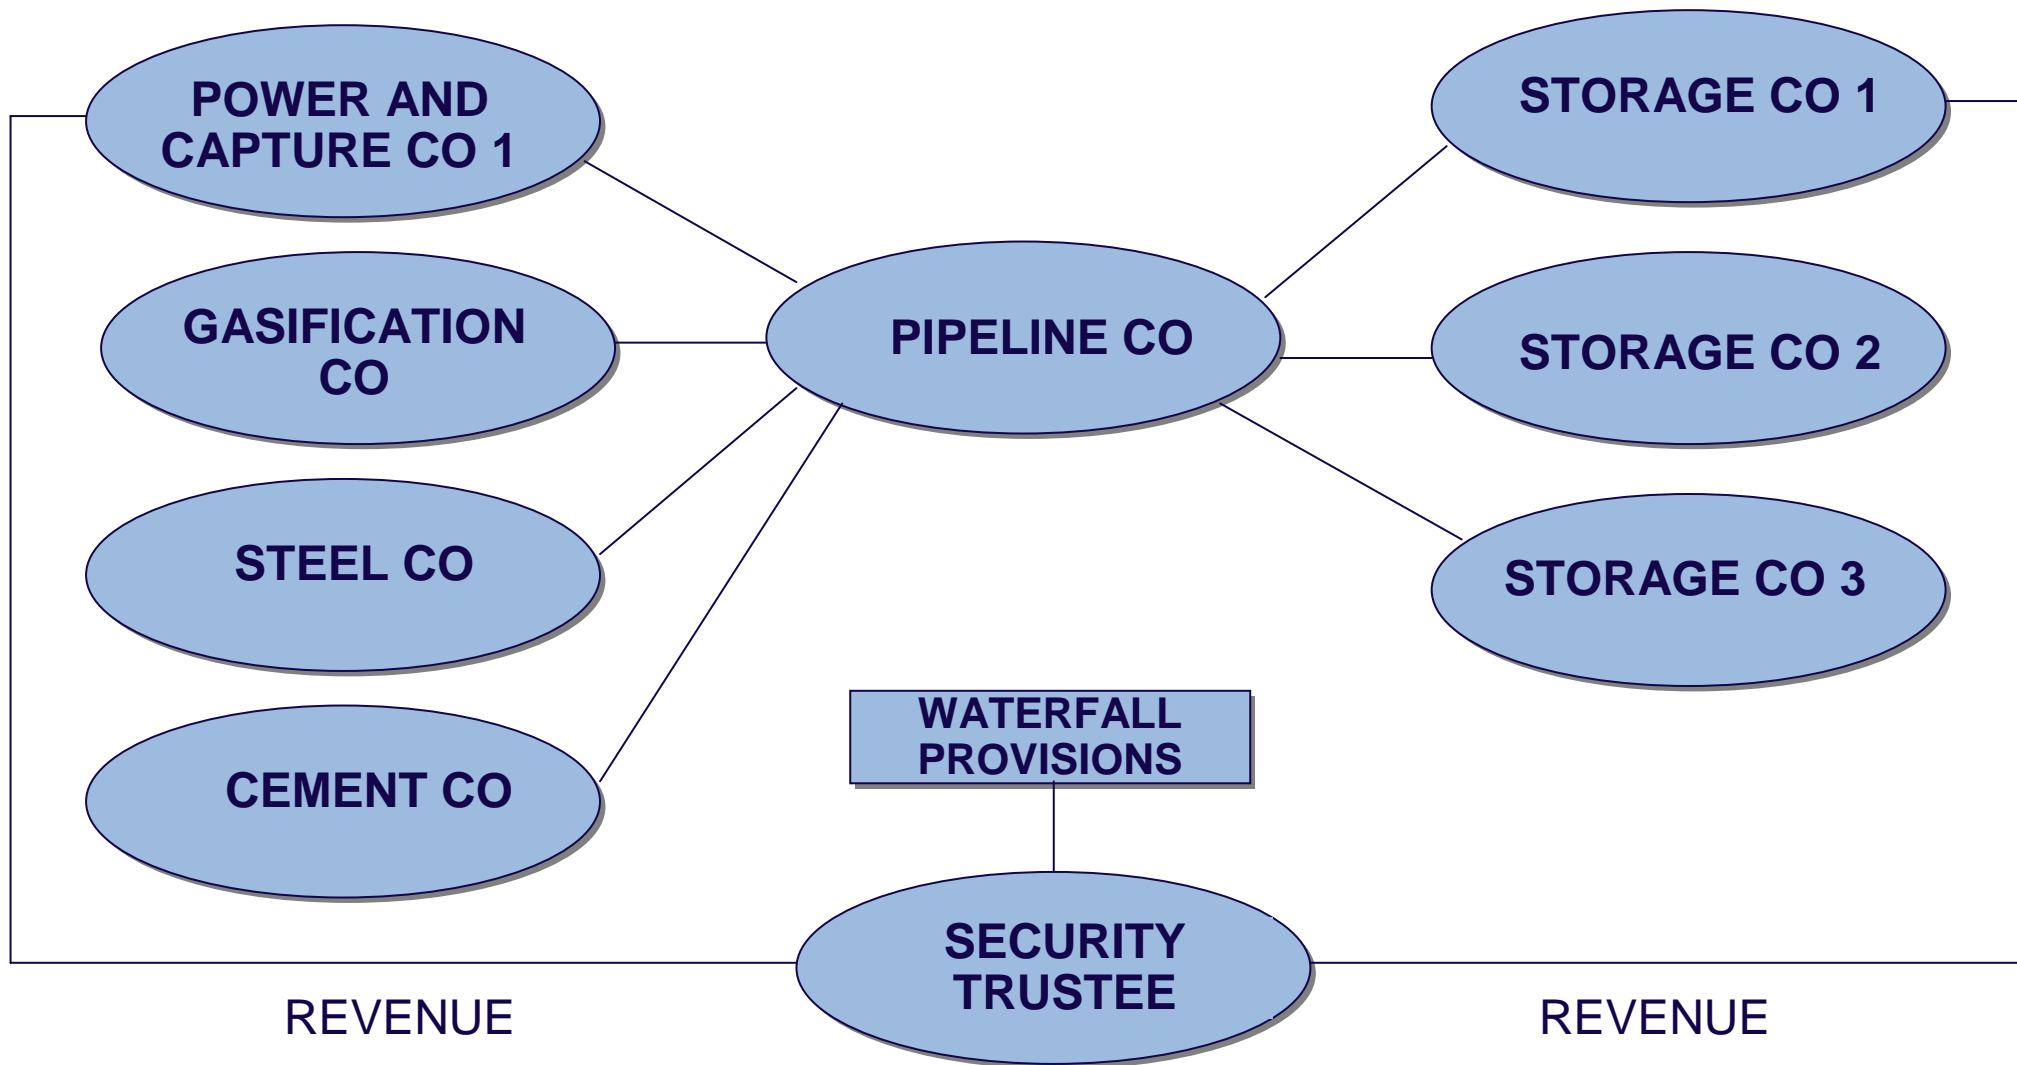 POWER AND
CAPTURE CO 1
GASIFICATION
CO
STEEL CO
CEMENT CO
PIPELINE CO
STORAGE CO 1
STORAGE CO 2
STORAGE CO 3
WATERFALL
PROVISIONS
SECURITY
TRUSTEE
REVENUE
REVENUE